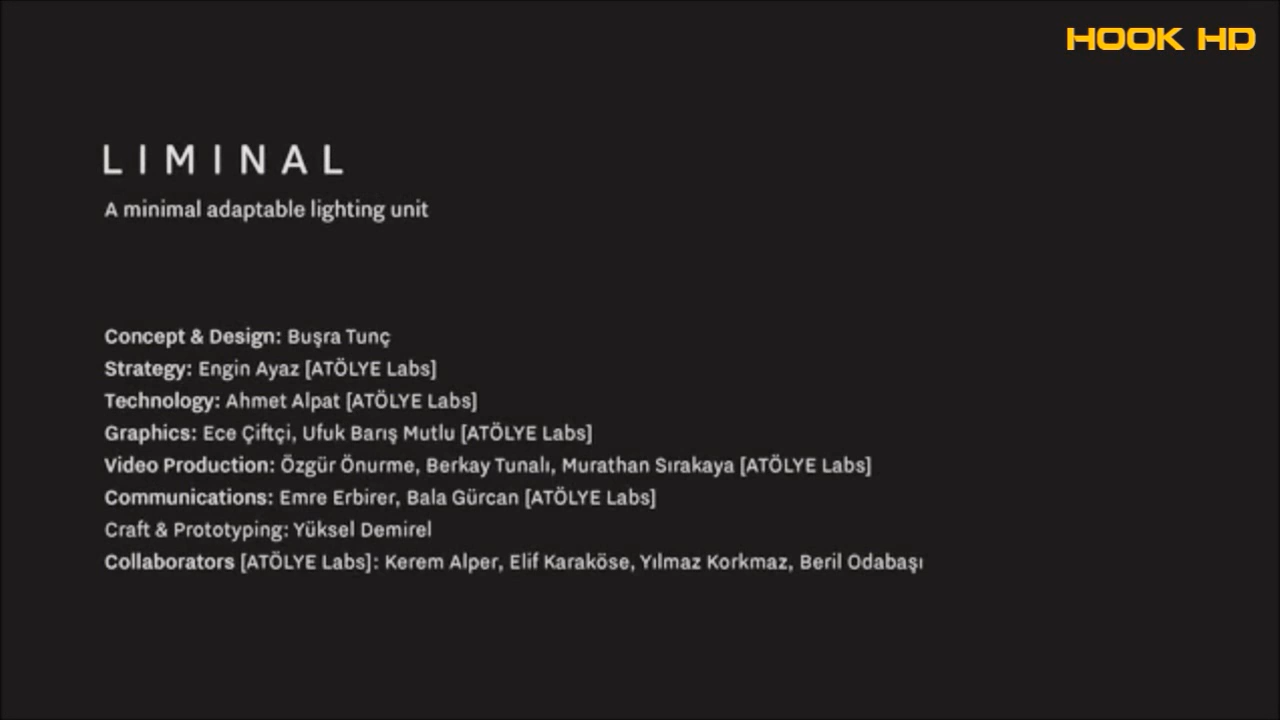 HOOK HD
LIMINAL
A minimal adaptable lighting unit
Concept & Design: Buşra Tunç
Strategy: Engin Ayaz [ATÖLYE Labs]
Technology: Ahmet Alpat [ATÖLYE Labs]
Graphics: Ece Çiftçi, Ufuk Barış Mutlu [ATÖLYE Labs]
Video Production: Özgür Önurme, Berkay Tunalı, Murathan Sırakaya [ATÖLYE Labs]
Communications: Emre Erbirer, Bala Gürcan [ATÖLYE Labs]
Craft & Prototyping: Yüksel Demirel
Collaborators [ATÖLYE Labs]: Kerem Alper, Elif Karaköse, Yılmaz Korkmaz, Beril Odabaşı